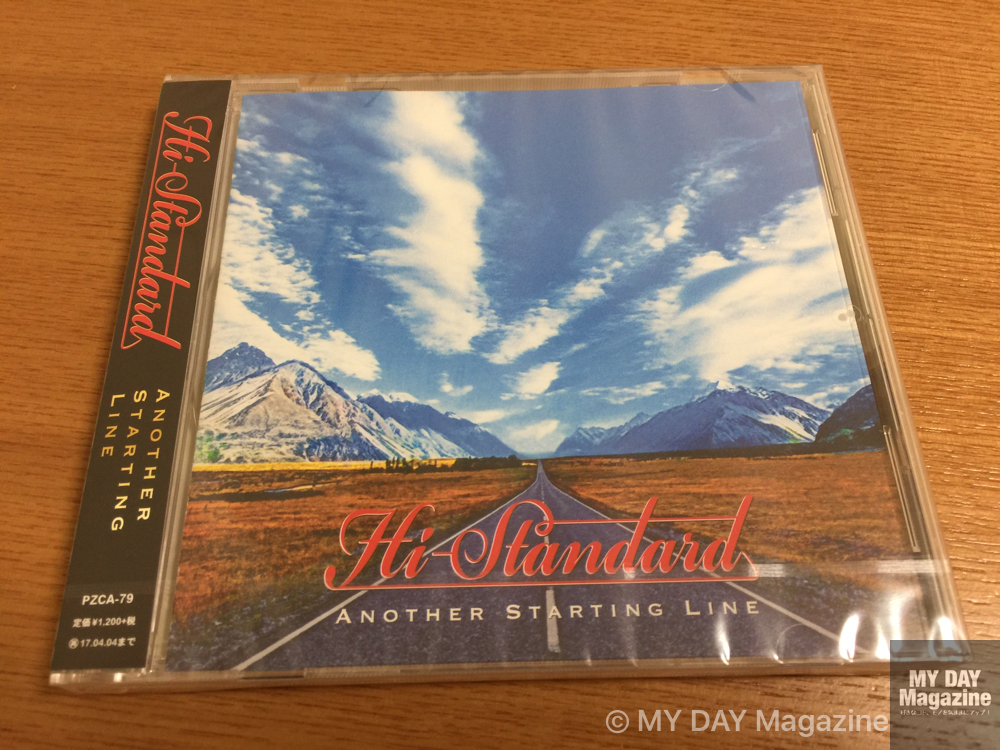 Hi-Standard
ANOTHER
STARTING
LINE
PZCA-79
定価¥1,200+税
17.04.04まで
Hi-Standard
ANOTHER STARTING LINE
MY DAY
Magazine
© MY DAY Magazine